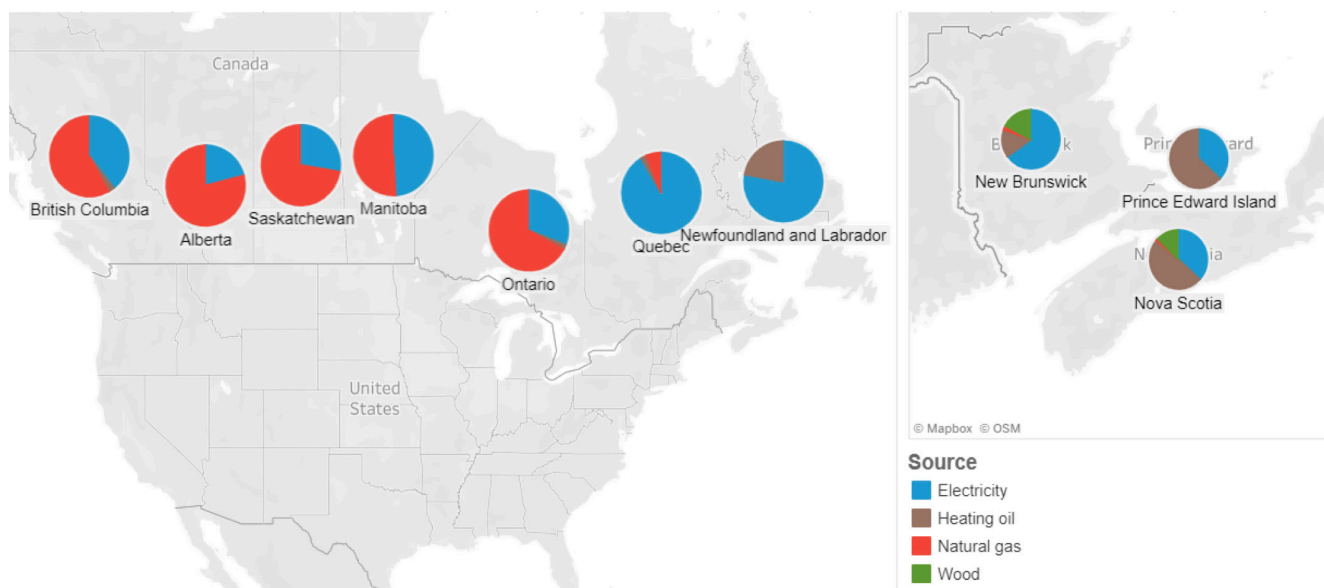 Canada
British Columbia
Alberta
Saskatchewan
Manitoba
Ontario
Quebec
Newfoundland and Labrador
United
States
New Brunswick
Prince Edward Island
Nova Scotia
© Mapbox © OSM
Source
Electricity
Heating oil
Natural gas
Wood